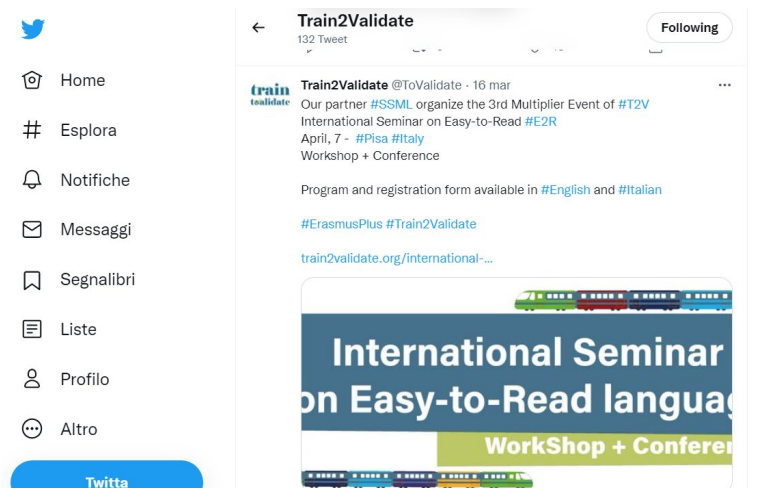 Home
Esplora
Notifiche
Messaggi
Segnalibri
Liste
Profilo
Altro
Twitta
Train2Validate
132 Tweet
Following
train
toalidate
Train2Validate @ToValidate · 16 mar
Our partner #SSML organize the 3rd Multiplier Event of #T2V
International Seminar on Easy-to-Read #E2R
April, 7 - #Pisa #Italy
Workshop + Conference
Program and registration form available in #English and #Italian
#ErasmusPlus #Train2Validate
train2validate.org/international-...
International Seminar
on Easy-to-Read languag
WorkShop + Conferen